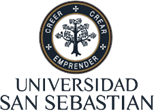 CREER CREAR
EMPRENDER
UNIVERSIDAD
SAN SEBASTIAN